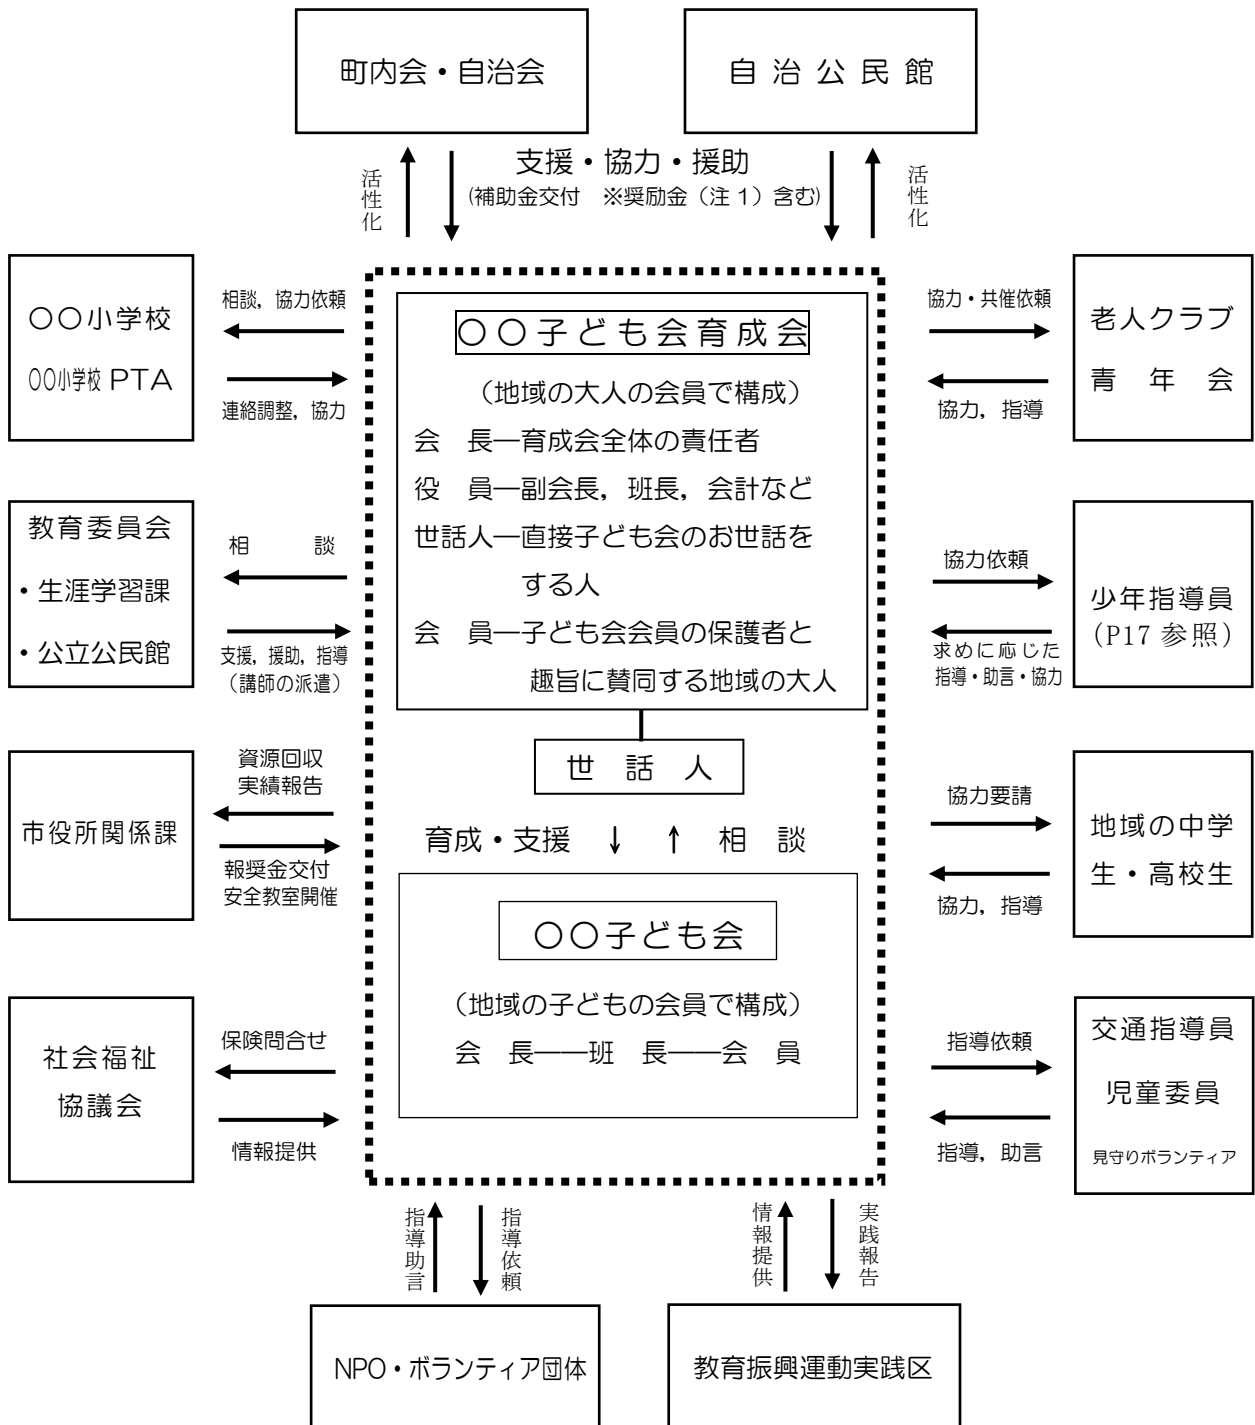 町内会・自治会
自治公民館
活性化
支援・協力・援助
(補助金交付　※奨励金（注1）含む)
活性化
〇〇小学校
〇〇小学校 PTA
相談，協力依頼
連絡調整，協力
〇〇子ども会育成会
（地域の大人の会員で構成）
会　長―育成会全体の責任者
役　員―副会長，班長，会計など
世話人―直接子ども会のお世話を
する人
会　員―子ども会会員の保護者と
趣旨に賛同する地域の大人
協力・共催依頼
協力，指導
老人クラブ
青　年　会
教育委員会
・生涯学習課
・公立公民館
相　　談
支援，援助，指導
（講師の派遣）
協力依頼
求めに応じた
指導・助言・協力
少年指導員
（P17 参照）
世　話　人
育成・支援　↓　↑　相　談
市役所関係課
資源回収
実績報告
報奨金交付
安全教室開催
協力要請
協力，指導
地域の中学
生・高校生
〇〇子ども会
（地域の子どもの会員で構成）
会　長――班　長――会　員
社会福祉
協議会
保険問合せ
情報提供
指導依頼
指導，助言
交通指導員
児童委員
見守りボランティア
指導助言
指導依頼
情報提供
実践報告
NPO・ボランティア団体
教育振興運動実践区